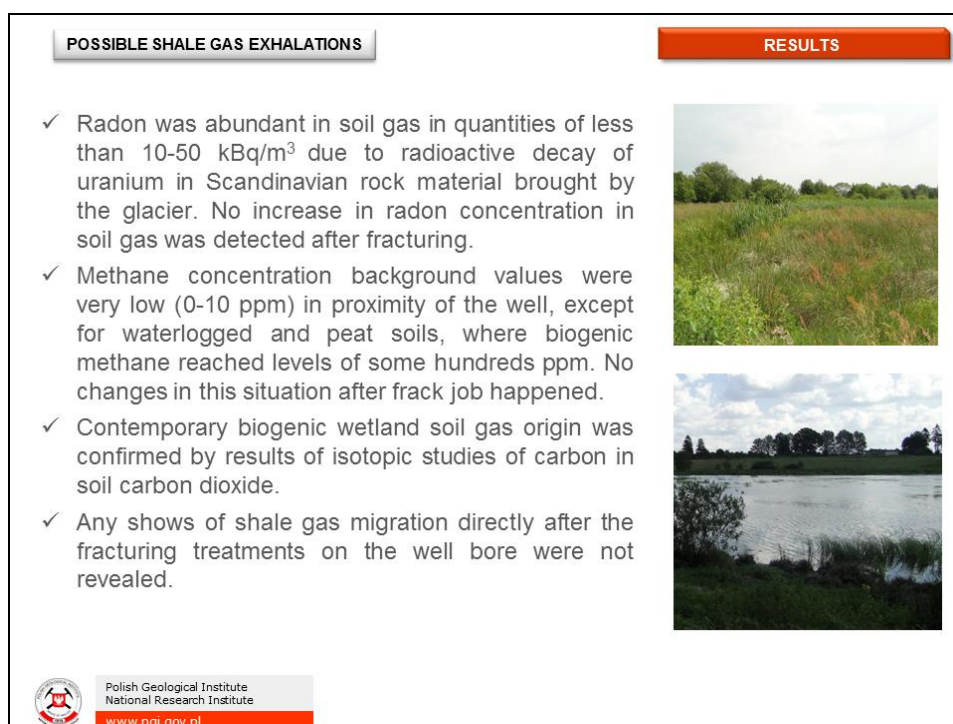 POSSIBLE SHALE GAS EXHALATIONS
RESULTS
✓ Radon was abundant in soil gas in quantities of less
than 10-50 kBq/m³ due to radioactive decay of
uranium in Scandinavian rock material brought by
the glacier. No increase in radon concentration in
soil gas was detected after fracturing.
✓ Methane concentration background values were
very low (0-10 ppm) in proximity of the well, except
for waterlogged and peat soils, where biogenic
methane reached levels of some hundreds ppm. No
changes in this situation after frack job happened.
✓ Contemporary biogenic wetland soil gas origin was
confirmed by results of isotopic studies of carbon in
soil carbon dioxide.
✓ Any shows of shale gas migration directly after the
fracturing treatments on the well bore were not
revealed.
Polish Geological Institute
National Research Institute
www.pgi.gov.pl